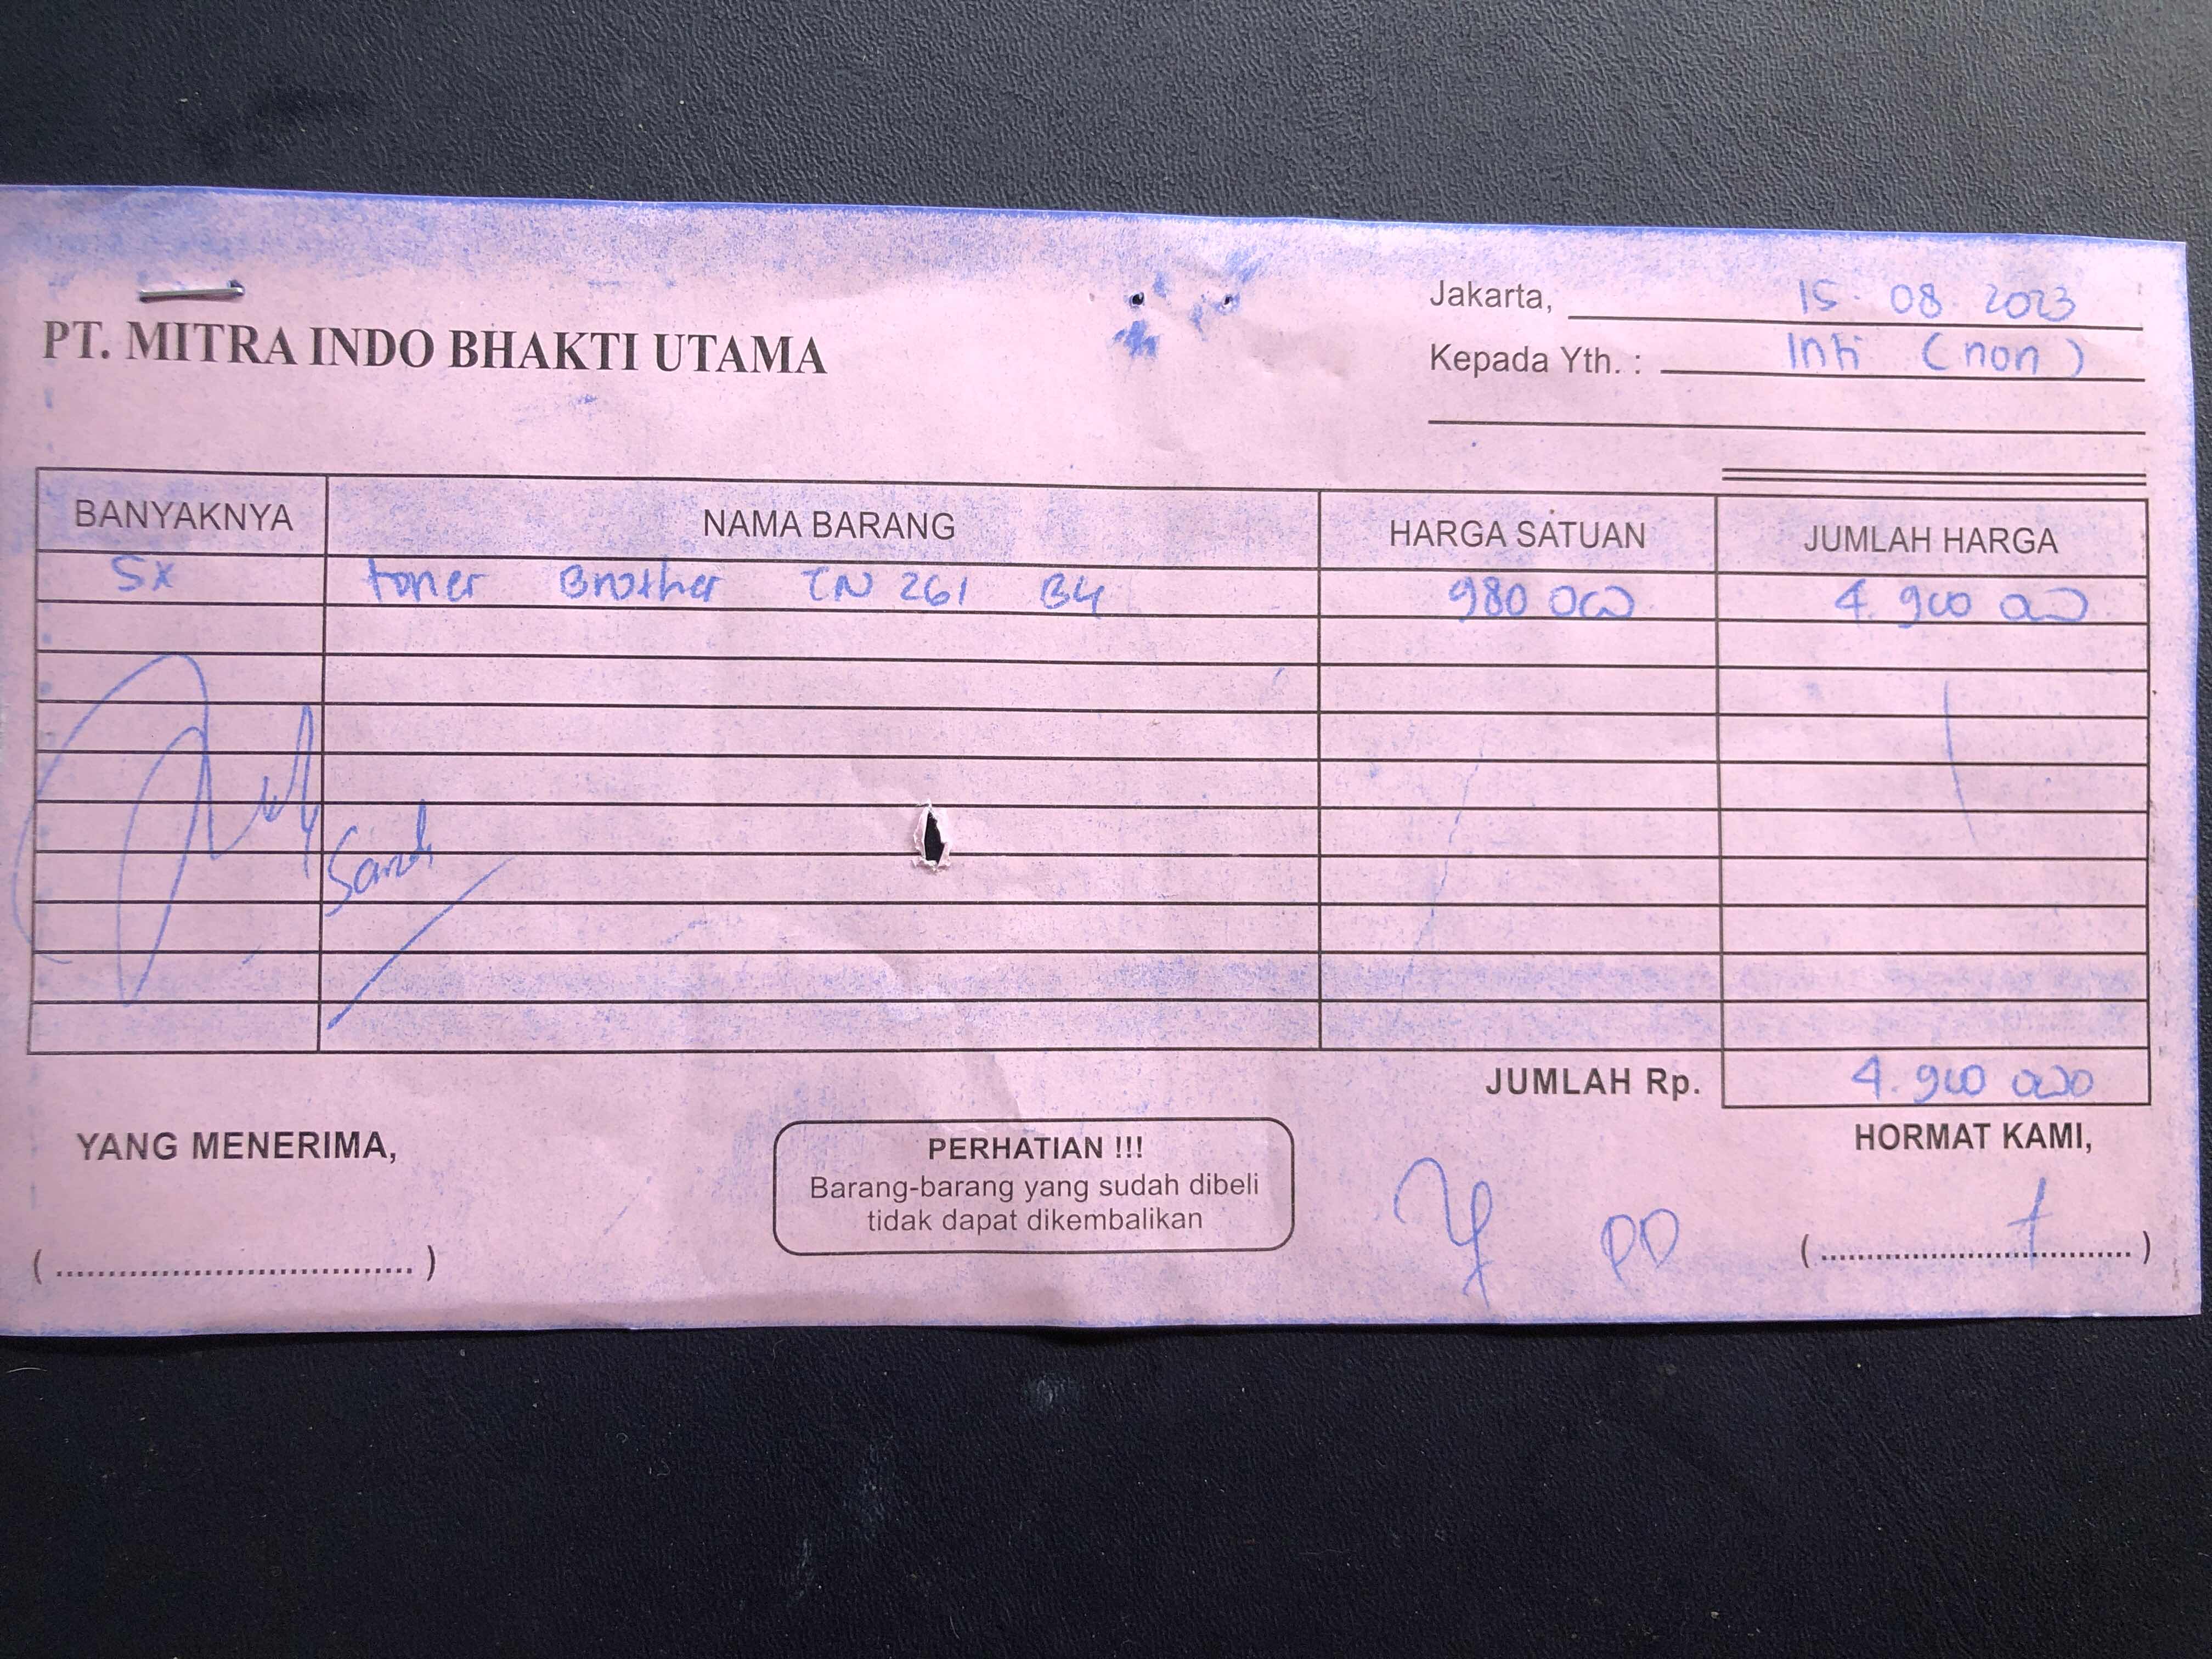 PT. MITRA INDO BHAKTI UTAMA
Jakarta, 15 08 2023
Kepada Yth. : Inti (non)
BANYAKNYA NAMA BARANG HARGA SATUAN JUMLAH HARGA
5x toner Brother TN 261 B4 980 000 4.900 000
JUMLAH Rp. 4.900 000
YANG MENERIMA,
PERHATIAN !!!
Barang-barang yang sudah dibeli
tidak dapat dikembalikan
HORMAT KAMI,
(....................................)
(....................................)